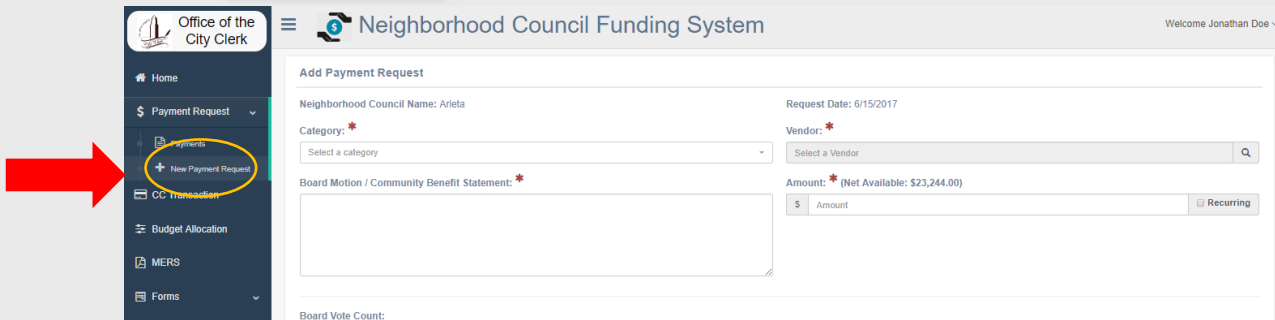 Office of the
City Clerk
Neighborhood Council Funding System
Welcome Jonathan Doe
Home
$ Payment Request
Payments
New Payment Request
CC Transaction
Budget Allocation
MERS
Forms
Add Payment Request
Neighborhood Council Name: Arleta
Request Date: 6/15/2017
Category: *
Vendor: *
Select a category
Select a Vendor
Board Motion / Community Benefit Statement: *
Amount: * (Net Available: $23,244.00)
$ Amount
Recurring
Board Vote Count: